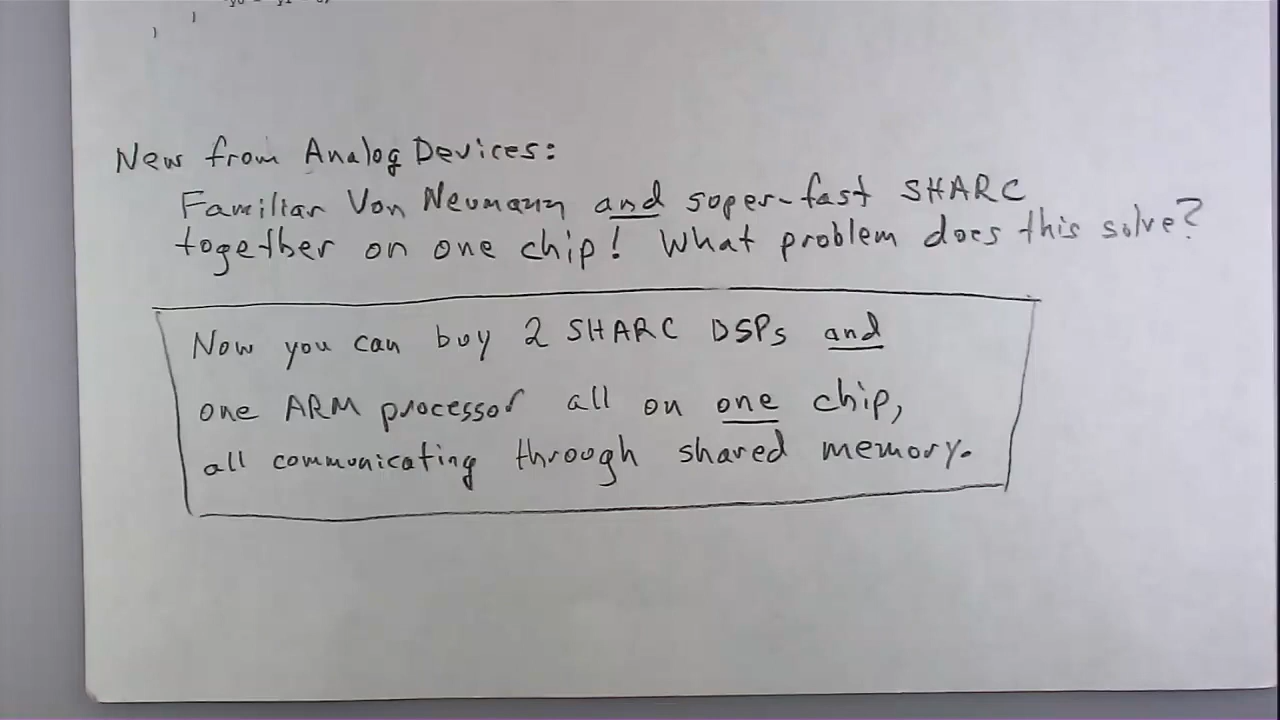 }
}
New from Analog Devices:
Familiar Von Neumann and super-fast SHARC
together on one chip! What problem does this solve?
Now you can buy 2 SHARC DSPs and
one ARM processor all on one chip,
all communicating through shared memory.